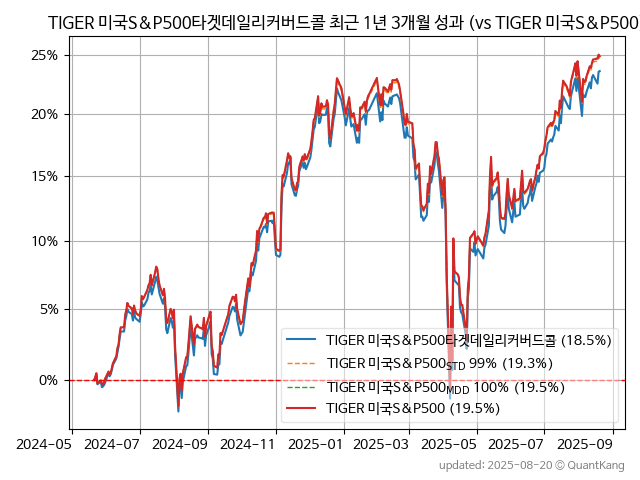 TIGER 미국S&P500타겟데일리커버드콜 최근 1년 3개월 성과 (vs TIGER 미국S&P500
25%
20%
15%
10%
5%
0%
TIGER 미국S&P500타겟데일리커버드콜 (18.5%)
TIGER 미국S&P500STD 99% (19.3%)
TIGER 미국S&P500MDD 100% (19.5%)
TIGER 미국S&P500 (19.5%)
2024-05 2024-07 2024-09 2024-11 2025-01 2025-03 2025-05 2025-07 2025-09
updated: 2025-08-20 © QuantKang